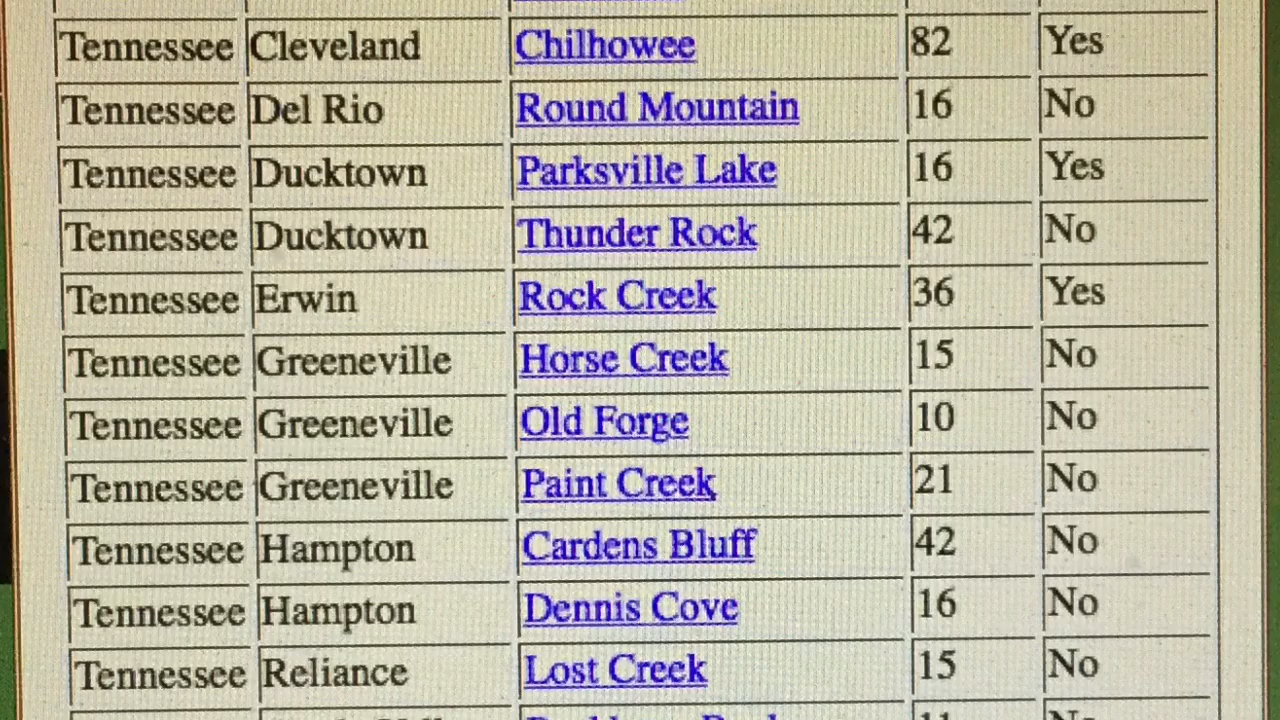 Tennessee Cleveland Chilhowee 82 Yes
Tennessee Del Rio Round Mountain 16 No
Tennessee Ducktown Parksville Lake 16 Yes
Tennessee Ducktown Thunder Rock 42 No
Tennessee Erwin Rock Creek 36 Yes
Tennessee Greeneville Horse Creek 15 No
Tennessee Greeneville Old Forge 10 No
Tennessee Greeneville Paint Creek 21 No
Tennessee Hampton Cardens Bluff 42 No
Tennessee Hampton Dennis Cove 16 No
Tennessee Reliance Lost Creek 15 No